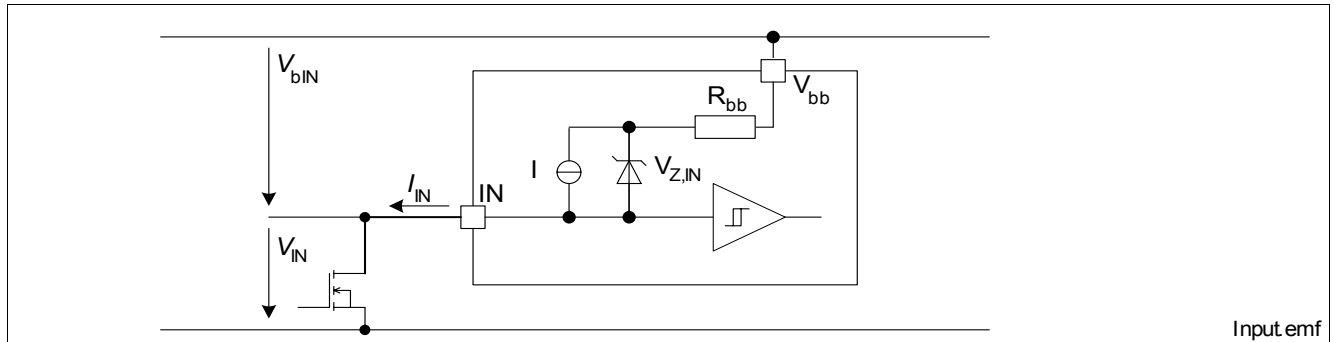 V_bIN
V_bb
R_bb
I
V_Z,IN
I_IN
IN
V_IN
Input.emf